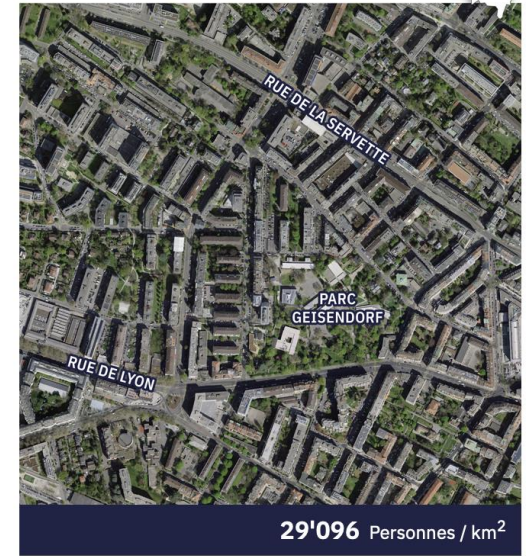 RUE DE LA SERVETTE
PARC
GEISENDORF
RUE DE LYON
29'096 Personnes / km²